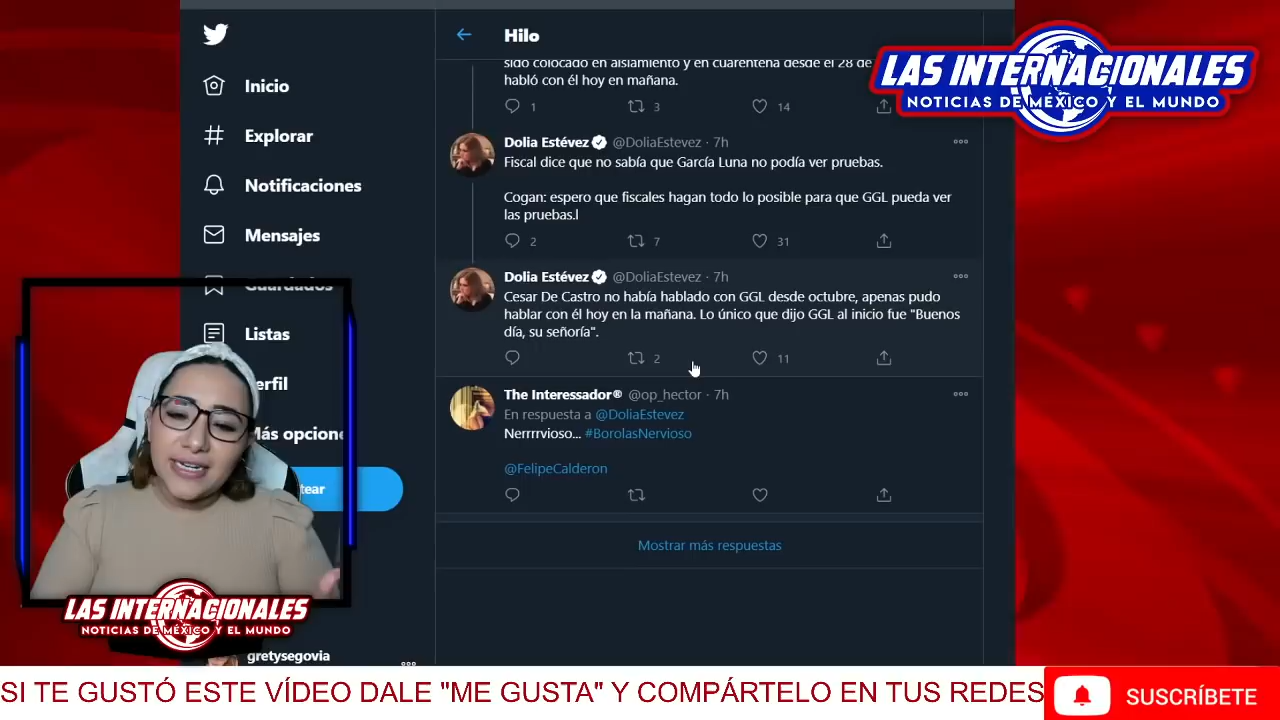 Hilo
sido colocado en aislamiento y en cuarentena desde el 28 de
habló con él hoy en mañana.
1 3 14
Inicio
Explorar
Notificaciones
Mensajes
Guardados
Listas
erfil
Más opcione
tear
Dolia Estévez @DoliaEstevez · 7h
Fiscal dice que no sabía que García Luna no podía ver pruebas.
Cogan: espero que fiscales hagan todo lo posible para que GGL pueda ver
las pruebas.l
2 7 31
Dolia Estévez @DoliaEstevez · 7h
Cesar De Castro no había hablado con GGL desde octubre, apenas pudo
hablar con él hoy en la mañana. Lo único que dijo GGL al inicio fue "Buenos
día, su señoría".
2 11
The Interessador® @op_hector · 7h
En respuesta a @DoliaEstevez
Nerrrrvioso... #BorolasNervioso
@FelipeCalderon
Mostrar más respuestas
LAS INTERNACIONALES
NOTICIAS DE MÉXICO Y EL MUNDO
LAS INTERNACIONALES
NOTICIAS DE MÉXICO Y EL MUNDO
gretysegovia
SI TE GUSTÓ ESTE VÍDEO DALE "ME GUSTA" Y COMPÁRTELO EN TUS REDES
SUSCRÍBETE